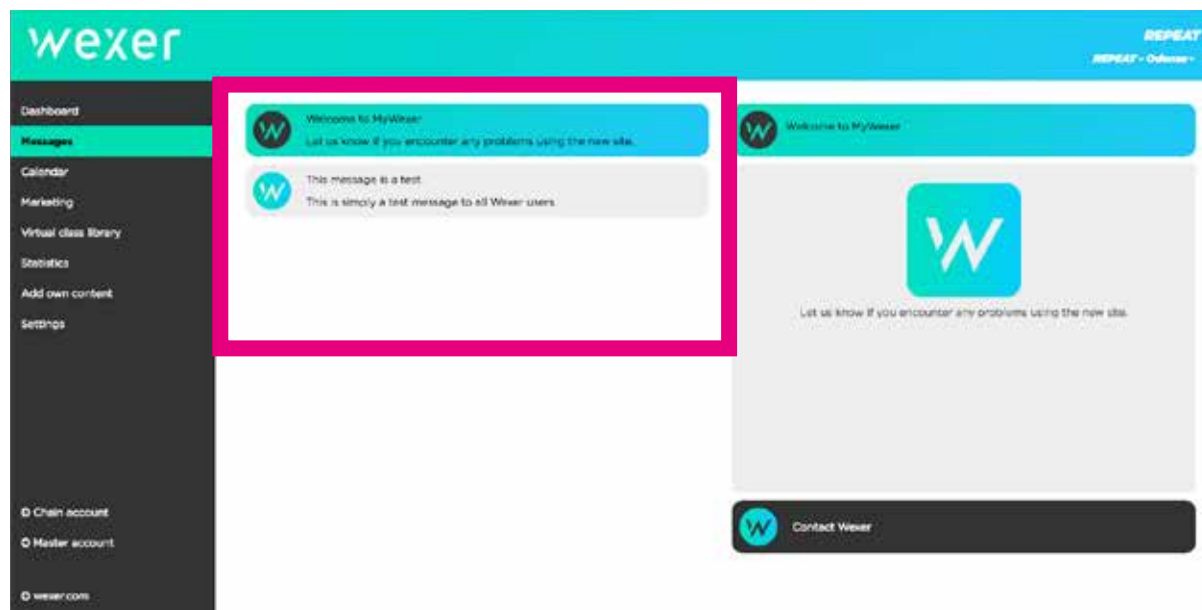 wexer
REPEAT
REPEAT - Odense -
Dashboard
Messages
Calendar
Marketing
Virtual class library
Statistics
Add own content
Settings
Chain account
Master account
wexer.com
W
Welcome to MyWexer
Let us know if you encounter any problems using the new site.
W
This message is a test
This is simply a test message to all Wexer users
W
Welcome to MyWexer
W
Let us know if you encounter any problems using the new site.
W
Contact Wexer